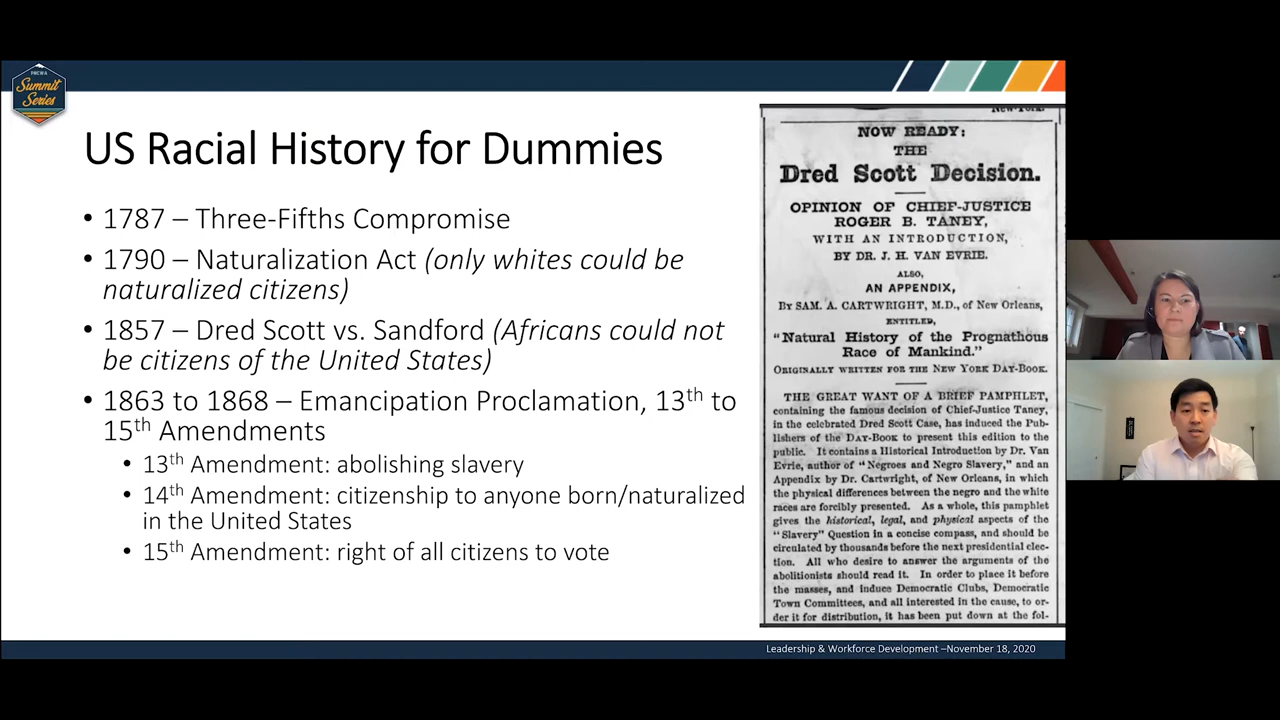 PNCWA
Summit
Series
US Racial History for Dummies
• 1787 – Three-Fifths Compromise
• 1790 – Naturalization Act (only whites could be
naturalized citizens)
• 1857 – Dred Scott vs. Sandford (Africans could not
be citizens of the United States)
• 1863 to 1868 – Emancipation Proclamation, 13th to
15th Amendments
• 13th Amendment: abolishing slavery
• 14th Amendment: citizenship to anyone born/naturalized
in the United States
• 15th Amendment: right of all citizens to vote
New-York.
NOW READY:
THE
Dred Scott Decision.
OPINION OF CHIEF-JUSTICE
ROGER B. TANEY,
WITH AN INTRODUCTION,
BY DR. J. H. VAN EVRIE.
ALSO,
AN APPENDIX,
BY SAM. A. CARTWRIGHT, M.D., of New Orleans,
ENTITLED,
"Natural History of the Prognathous
Race of Mankind."
ORIGINALLY WRITTEN FOR THE NEW YORK DAY-BOOK.
THE GREAT WANT OF A BRIEF PAMPHLET,
containing the famous decision of Chief-Justice Taney,
in the celebrated Dred Scott Case, has induced the Pub-
lishers of the DAY-BOOK to present this edition to the
public. It contains a Historical Introduction by Dr. Van
Evrie, author of "Negroes and Negro Slavery," and an
Appendix by Dr. Cartwright, of New Orleans, in which
the physical differences between the negro and the white
races are forcibly presented. As a whole, this pamphlet
gives the historical, legal, and physical aspects of the
"Slavery" Question in a concise compass, and should be
circulated by thousands before the next presidential elec-
tion. All who desire to answer the arguments of the
abolitionists should read it. In order to place it before
the masses, and induce Democratic Clubs, Democratic
Town Committees, and all interested in the cause, to or-
der it for distribution, it has been put down at the fol-
Leadership & Workforce Development –November 18, 2020